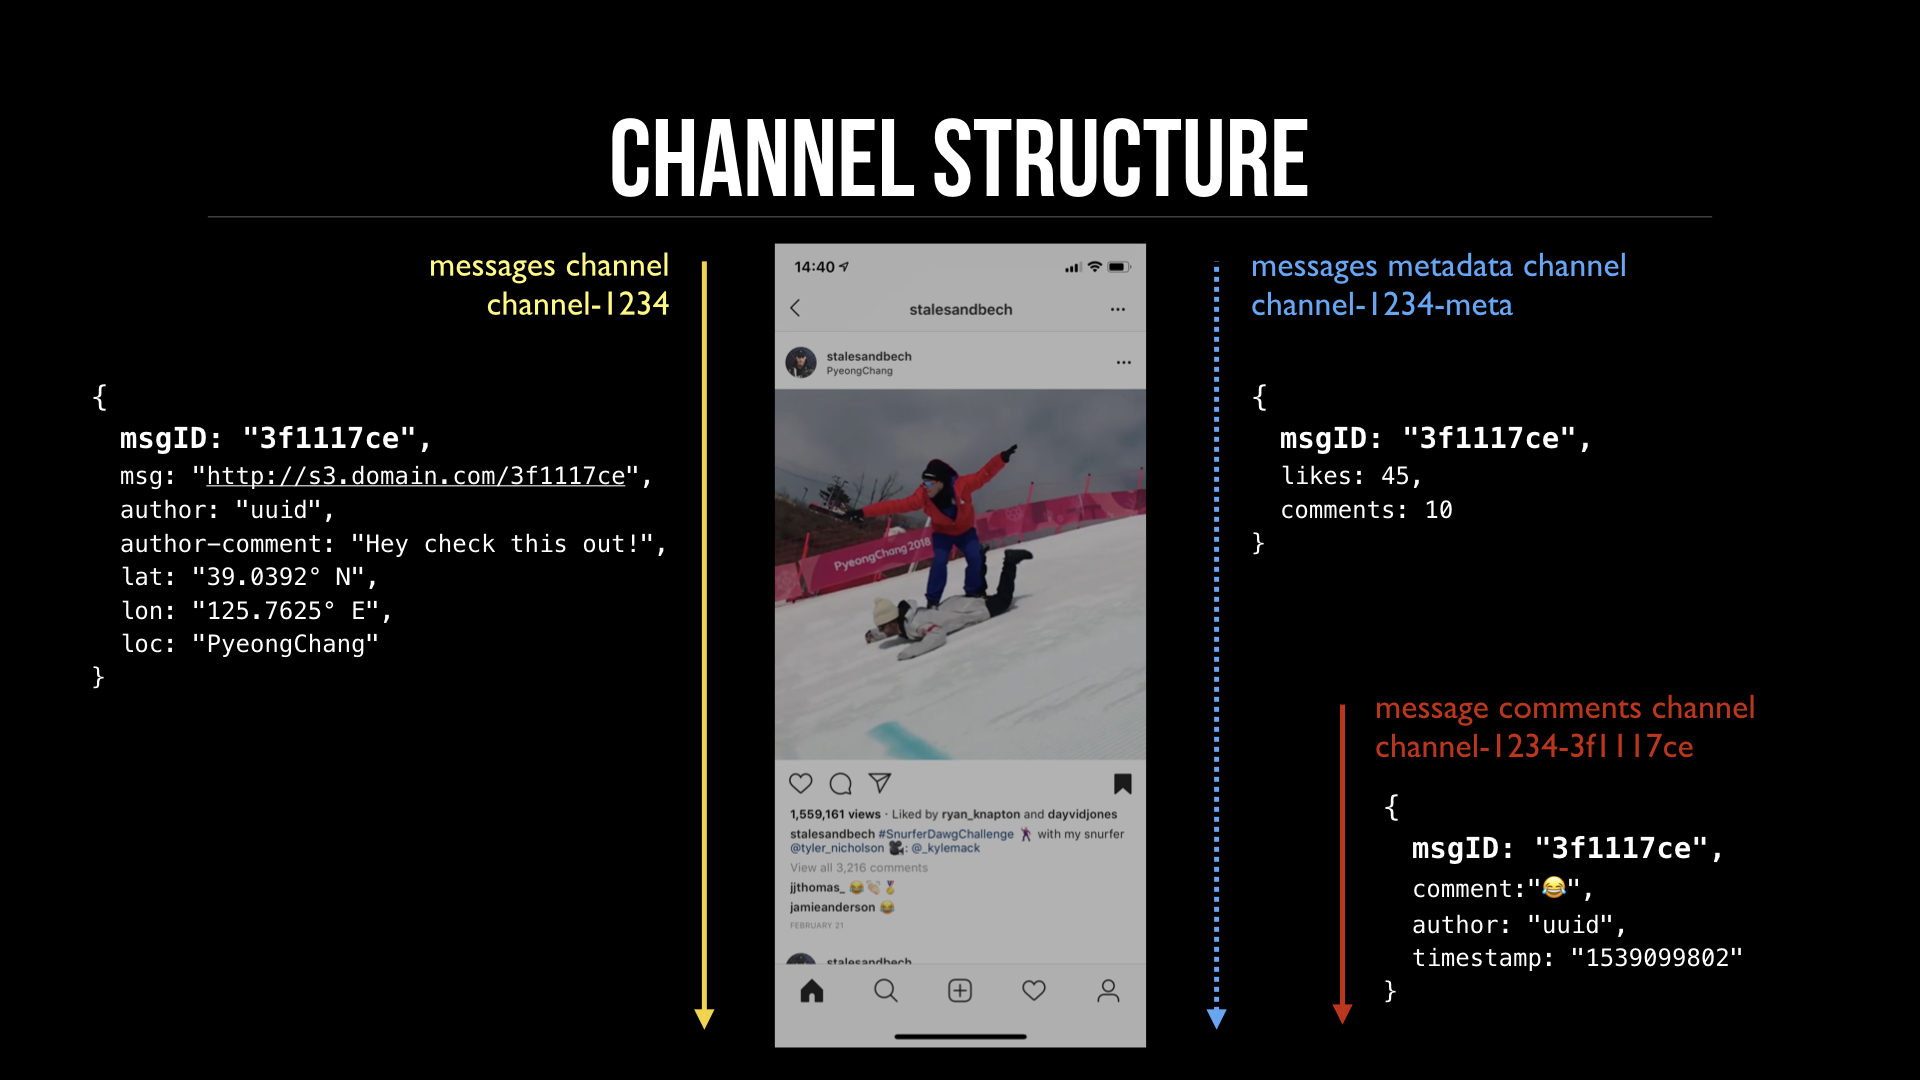 CHANNEL STRUCTURE
messages channel
channel-1234
{
msgID: "3f1117ce",
msg: "http://s3.domain.com/3f1117ce",
author: "uuid",
author-comment: "Hey check this out!",
lat: "39.0392° N",
lon: "125.7625° E",
loc: "PyeongChang"
}
14:40
stalesandbech
stalesandbech
PyeongChang
PyeongChang 2018
1,559,161 views · Liked by ryan_knapton and dayvidjones
stalesandbech #SnurferDawgChallenge 🕺 with my snurfer
@tyler_nicholson 🎥: @_kylemack
View all 3,216 comments
jjthomas_ 😂👏🏅
jamieanderson 😂
FEBRUARY 21
stalesandbech
messages metadata channel
channel-1234-meta
{
msgID: "3f1117ce",
likes: 45,
comments: 10
}
message comments channel
channel-1234-3f1117ce
{
msgID: "3f1117ce",
comment:"😂",
author: "uuid",
timestamp: "1539099802"
}